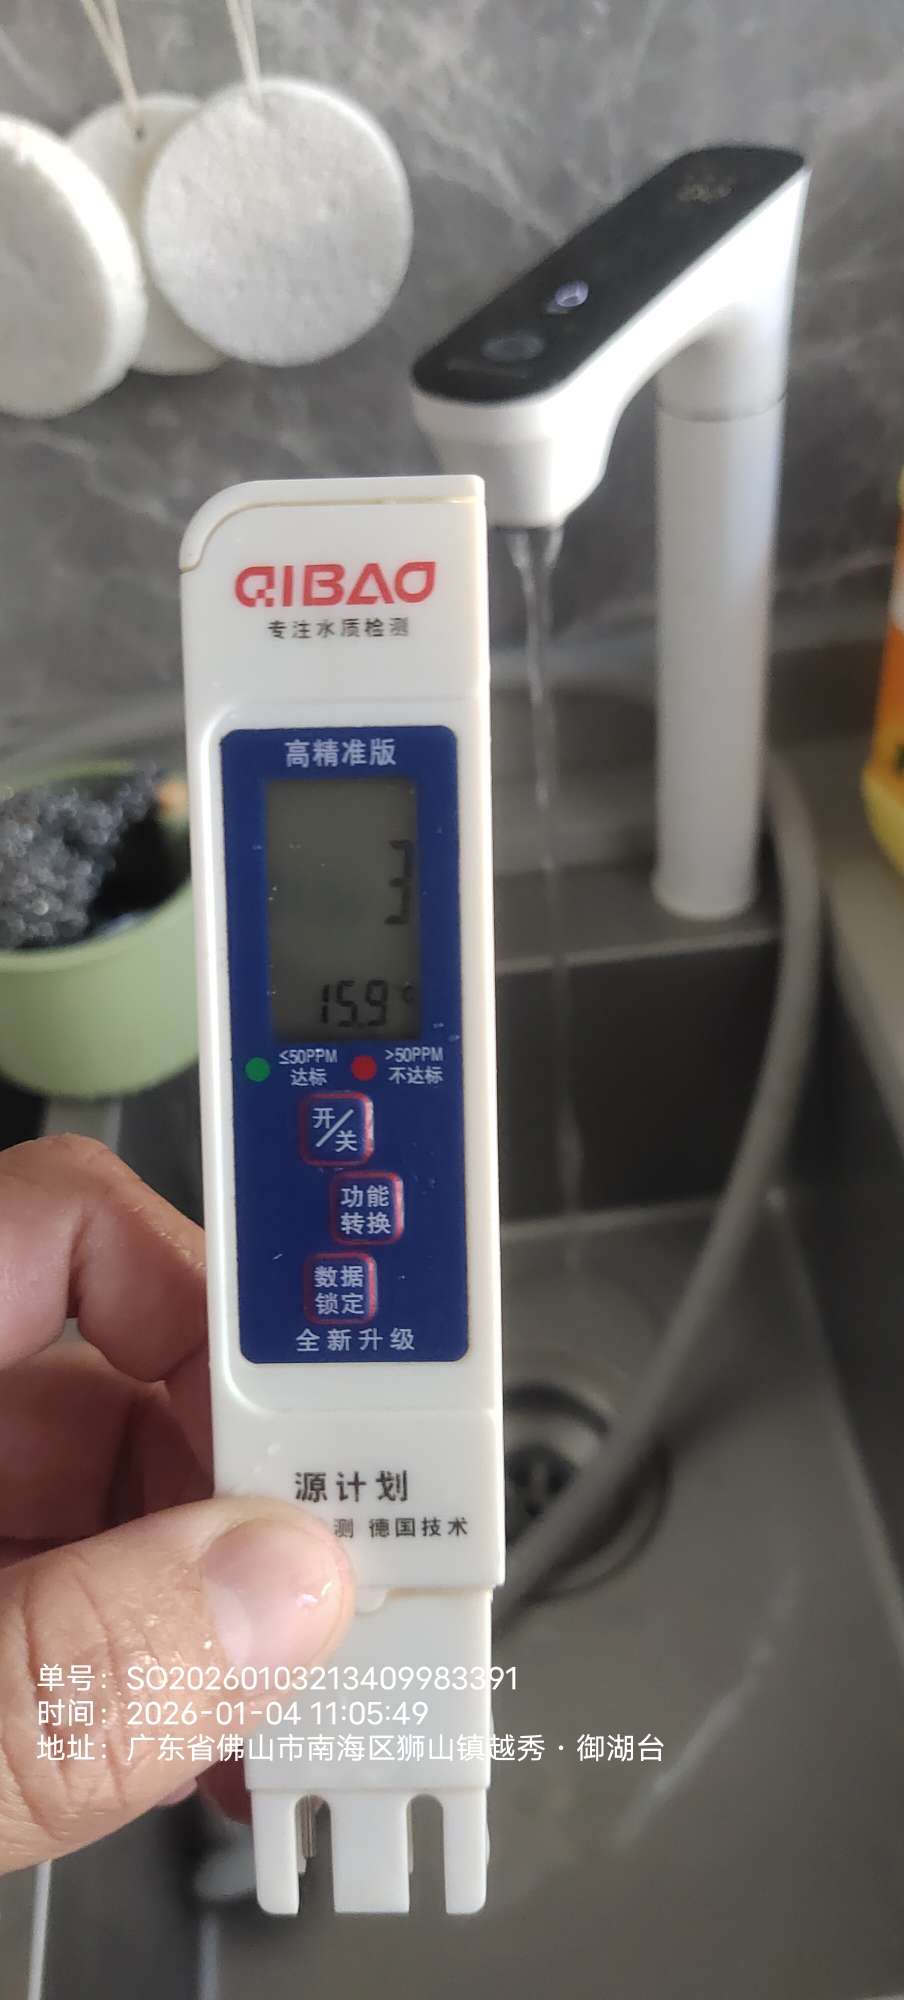 QIBAO
专注水质检测
高精准版
3
15.9°
≤50PPM
达标
>50PPM
不达标
开/关
功能
转换
数据
锁定
全新升级
源计划
测 德国技术
单号：SO20260103213409983391
时间：2026-01-04 11:05:49
地址：广东省佛山市南海区狮山镇越秀·御湖台